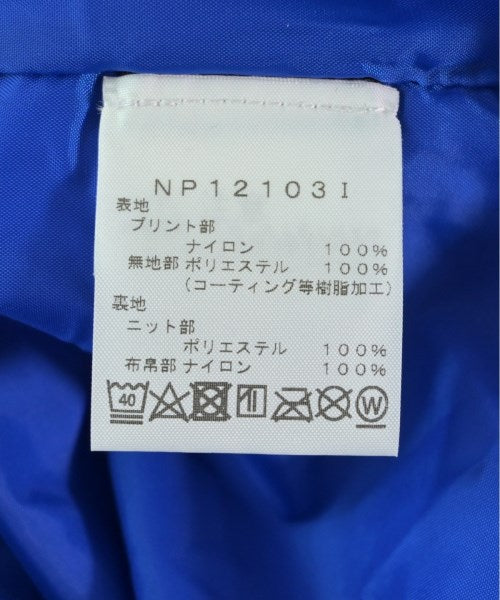 NP12103I
表地
プリント部
ナイロン 100%
無地部 ポリエステル 100%
(コーティング等樹脂加工)
裏地
ニット部
ポリエステル 100%
布帛部 ナイロン 100%
40 W